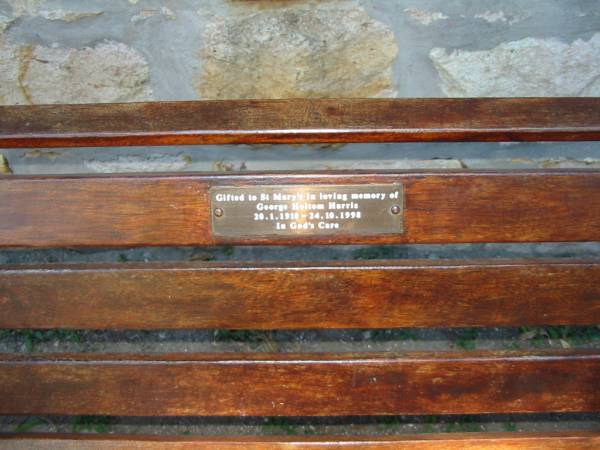 Gifted to St Mary's in loving memory of
George Holtom Harris
20.1.1910 - 24.10.1998
In God's Care